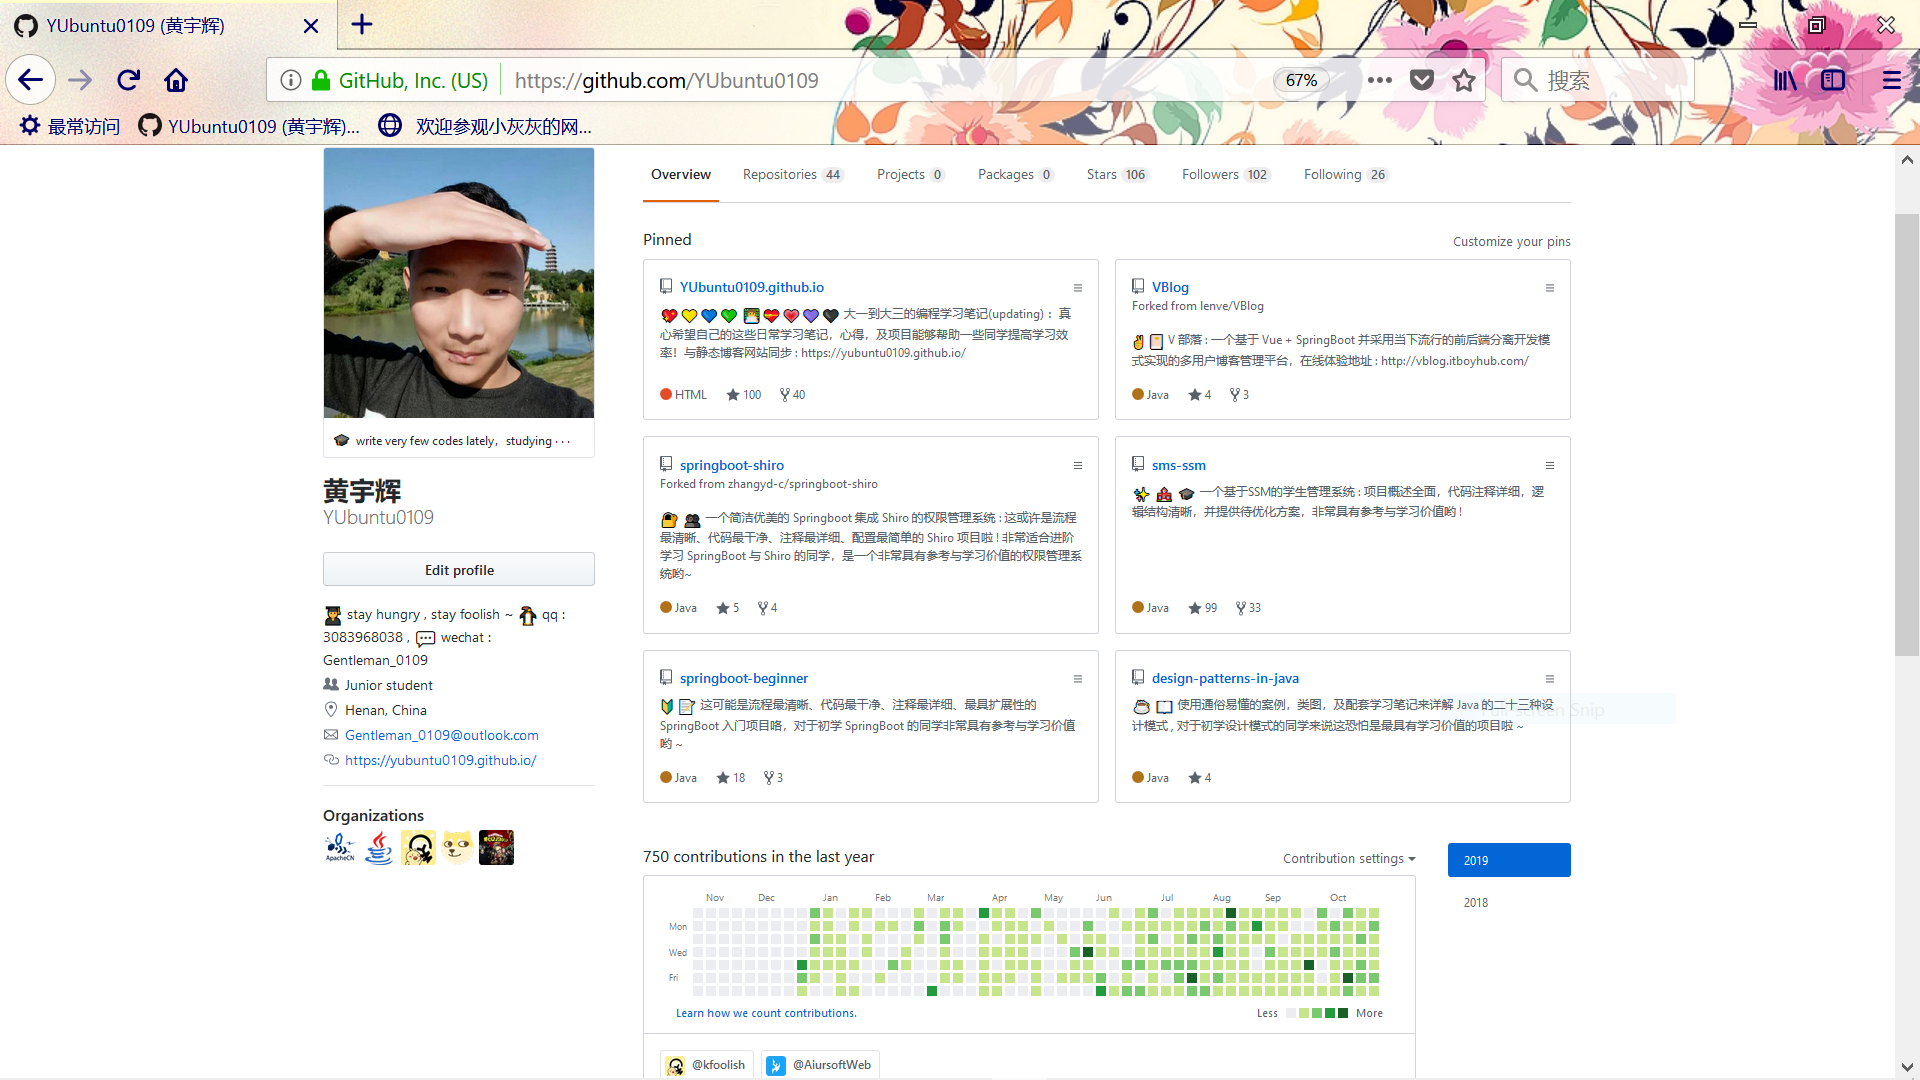 YUbuntu0109 (黄宇辉)
GitHub, Inc. (US)
https://github.com/YUbuntu0109
67%
搜索
最常访问
YUbuntu0109 (黄宇辉)...
欢迎参观小灰灰的网...
Overview
Repositories 44
Projects 0
Packages 0
Stars 106
Followers 102
Following 26
write very few codes lately，studying · · ·
黄宇辉
YUbuntu0109
Edit profile
stay hungry , stay foolish ~ qq :
3083968038 , wechat :
Gentleman_0109
Junior student
Henan, China
Gentleman_0109@outlook.com
https://yubuntu0109.github.io/
Organizations
ApacheCN
Pinned
Customize your pins
YUbuntu0109.github.io
大一到大三的编程学习笔记(updating)：真
心希望自己的这些日常学习笔记，心得，及项目能够帮助一些同学提高学习效
率！与静态博客网站同步 : https://yubuntu0109.github.io/
HTML 100 40
VBlog
Forked from lenve/VBlog
V 部落 : 一个基于 Vue + SpringBoot 并采用当下流行的前后端分离开发模
式实现的多用户博客管理平台，在线体验地址 : http://vblog.itboyhub.com/
Java 4 3
springboot-shiro
Forked from zhangyd-c/springboot-shiro
一个简洁优美的 Springboot 集成 Shiro 的权限管理系统 : 这或许是流程
最清晰、代码最干净、注释最详细、配置最简单的 Shiro 项目啦 ! 非常适合进阶
学习 SpringBoot 与 Shiro 的同学，是一个非常具有参考与学习价值的权限管理系
统哟~
Java 5 4
sms-ssm
一个基于SSM的学生管理系统 : 项目概述全面，代码注释详细，逻
辑结构清晰，并提供待优化方案，非常具有参考与学习价值哟 !
Java 99 33
springboot-beginner
这可能是流程最清晰、代码最干净、注释最详细、最具扩展性的
SpringBoot 入门项目咯，对于初学 SpringBoot 的同学非常具有参考与学习价值
哟 ~
Java 18 3
design-patterns-in-java
使用通俗易懂的案例，类图，及配套学习笔记来详解 Java 的二十三种设
计模式 , 对于初学设计模式的同学来说这恐怕是最具有学习价值的项目啦 ~
Java 4
Full-screen Snip
750 contributions in the last year
Contribution settings
2019
2018
Nov Dec Jan Feb Mar Apr May Jun Jul Aug Sep Oct
Mon
Wed
Fri
Learn how we count contributions.
Less More
@kfoolish
@AiursoftWeb